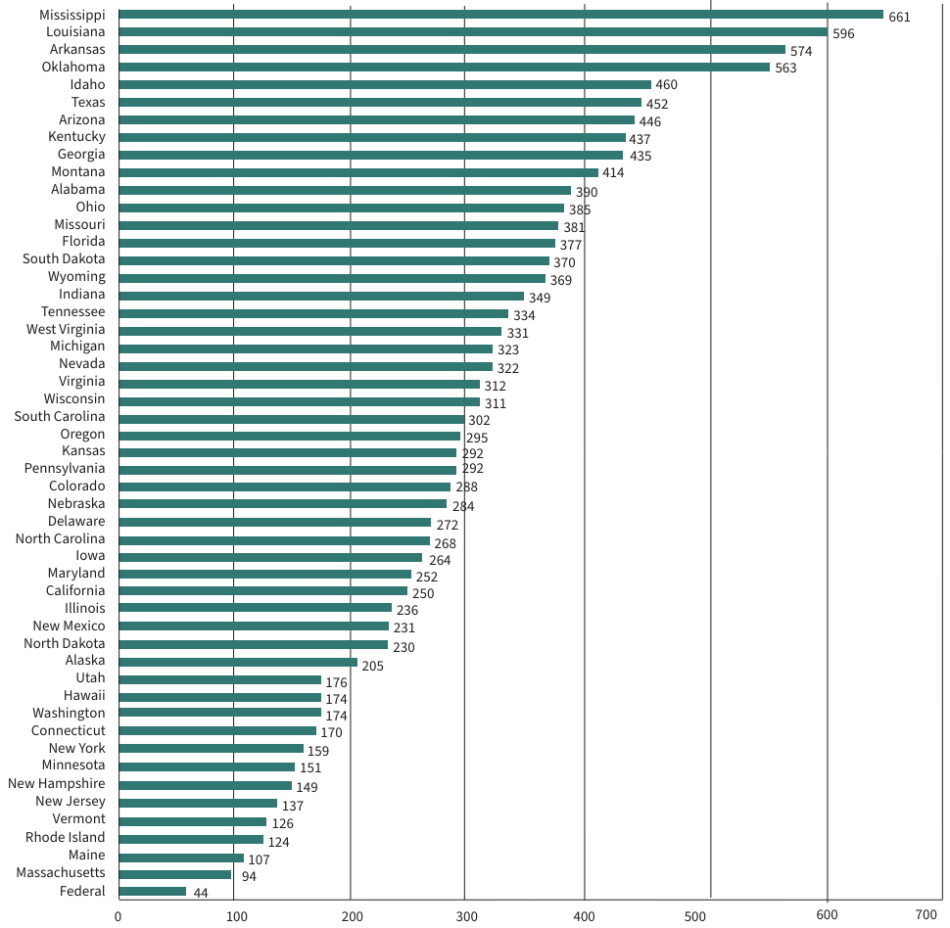 Mississippi 661
Louisiana 596
Arkansas 574
Oklahoma 563
Idaho 460
Texas 452
Arizona 446
Kentucky 437
Georgia 435
Montana 414
Alabama 390
Ohio 385
Missouri 381
Florida 377
South Dakota 370
Wyoming 369
Indiana 349
Tennessee 334
West Virginia 331
Michigan 323
Nevada 322
Virginia 312
Wisconsin 311
South Carolina 302
Oregon 295
Kansas 292
Pennsylvania 292
Colorado 288
Nebraska 284
Delaware 272
North Carolina 268
Iowa 264
Maryland 252
California 250
Illinois 236
New Mexico 231
North Dakota 230
Alaska 205
Utah 176
Hawaii 174
Washington 174
Connecticut 170
New York 159
Minnesota 151
New Hampshire 149
New Jersey 137
Vermont 126
Rhode Island 124
Maine 107
Massachusetts 94
Federal 44
0 100 200 300 400 500 600 700